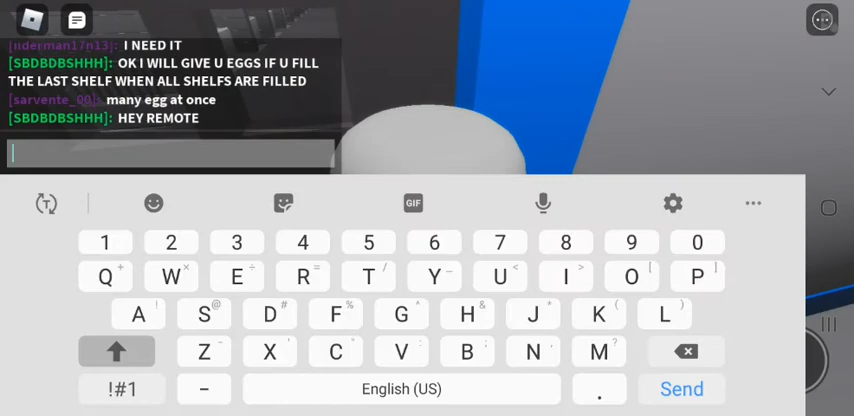 [iiderman17n13]: I NEED IT
[SBDBDBSHHH]: OK I WILL GIVE U EGGS IF U FILL
THE LAST SHELF WHEN ALL SHELFS ARE FILLED
[sarvente_00]: many egg at once
[SBDBDBSHHH]: HEY REMOTE
GIF
1 2 3 4 5 6 7 8 9 0
Q + W × E ÷ R = T / Y _ U < I > O [ P ]
A ! S @ D # F % G ^ H & J * K ( L )
Z - X ' C " V : B ; N , M ?
!#1 - English (US) . Send